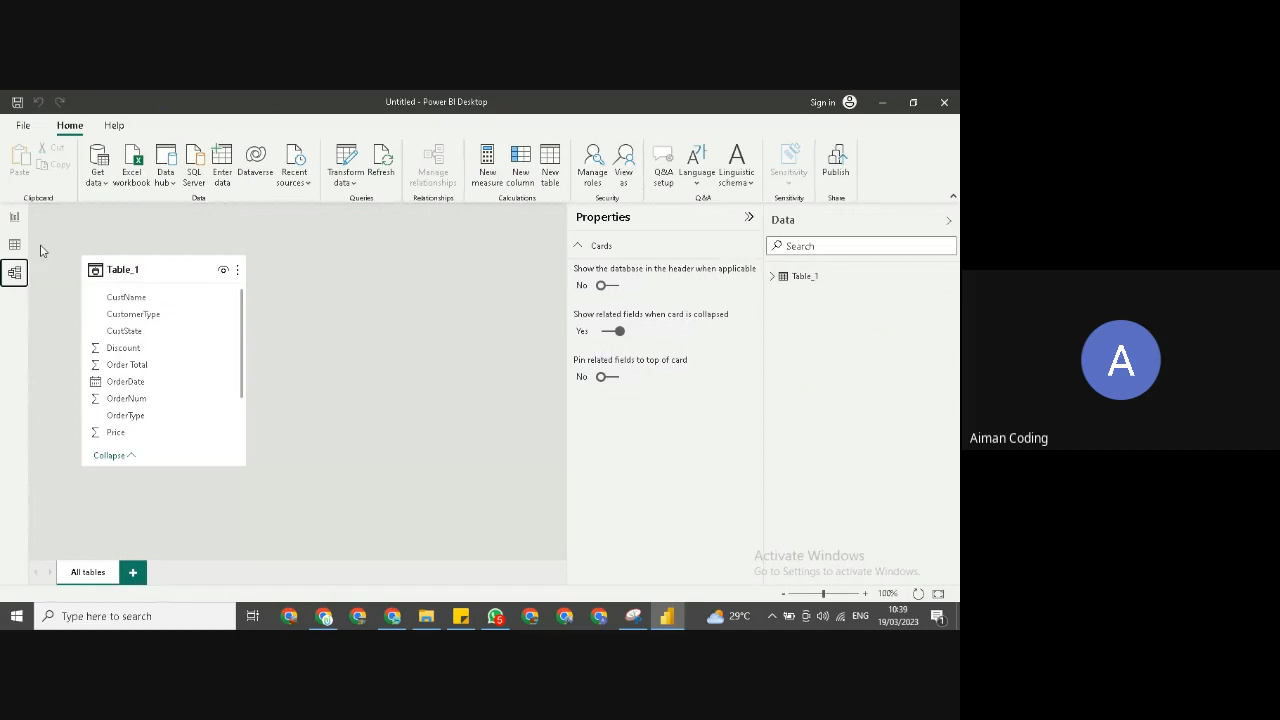 Untitled - Power BI Desktop
Sign in
File
Home
Help
Paste
Cut
Copy
Clipboard
Get data
Excel workbook
Data hub
SQL Server
Enter data
Dataverse
Recent sources
Data
Transform data
Refresh
Queries
Manage relationships
Relationships
New measure
New column
New table
Calculations
Manage roles
View as
Security
Q&A setup
Language
Linguistic schema
Q&A
Sensitivity
Sensitivity
Publish
Share
Table_1
CustName
CustomerType
CustState
Discount
Order Total
OrderDate
OrderNum
OrderType
Price
Collapse
Properties
Cards
Show the database in the header when applicable
No
Show related fields when card is collapsed
Yes
Pin related fields to top of card
No
Data
Search
Table_1
Activate Windows
Go to Settings to activate Windows.
All tables
100%
Type here to search
5
29°C
ENG
10:39
19/03/2023
1
A
Aiman Coding